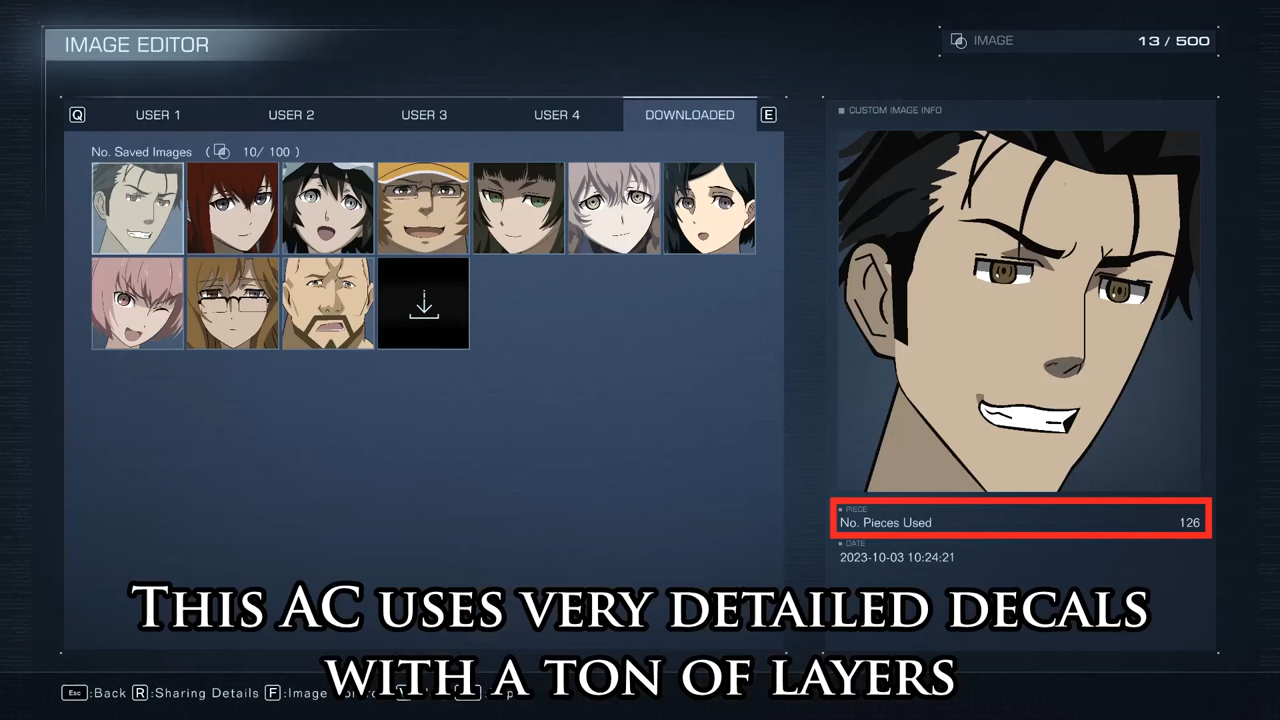 IMAGE EDITOR
IMAGE 13 / 500
Q USER 1 USER 2 USER 3 USER 4 DOWNLOADED E
No. Saved Images ( 10/ 100 )
CUSTOM IMAGE INFO
PIECE
No. Pieces Used 126
DATE
2023-10-03 10:24:21
THIS AC USES VERY DETAILED DECALS
WITH A TON OF LAYERS
Esc :Back R :Sharing Details F :Image